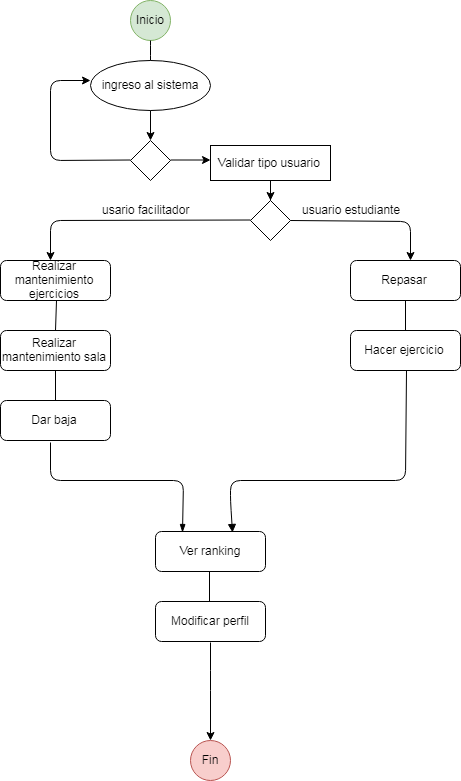 Inicio
ingreso al sistema
Validar tipo usuario
usario facilitador
usuario estudiante
Realizar
mantenimiento
ejercicios
Repasar
Realizar
mantenimiento sala
Hacer ejercicio
Dar baja
Ver ranking
Modificar perfil
Fin